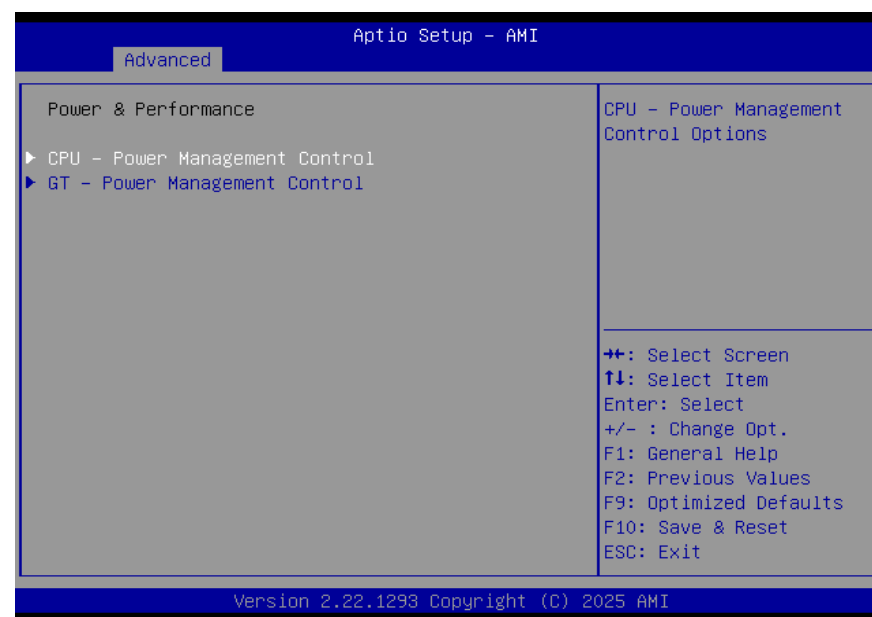 Aptio Setup – AMI
Advanced
Power & Performance
CPU – Power Management Control
GT – Power Management Control
CPU – Power Management
Control Options
→←: Select Screen
↑↓: Select Item
Enter: Select
+/- : Change Opt.
F1: General Help
F2: Previous Values
F9: Optimized Defaults
F10: Save & Reset
ESC: Exit
Version 2.22.1293 Copyright (C) 2025 AMI